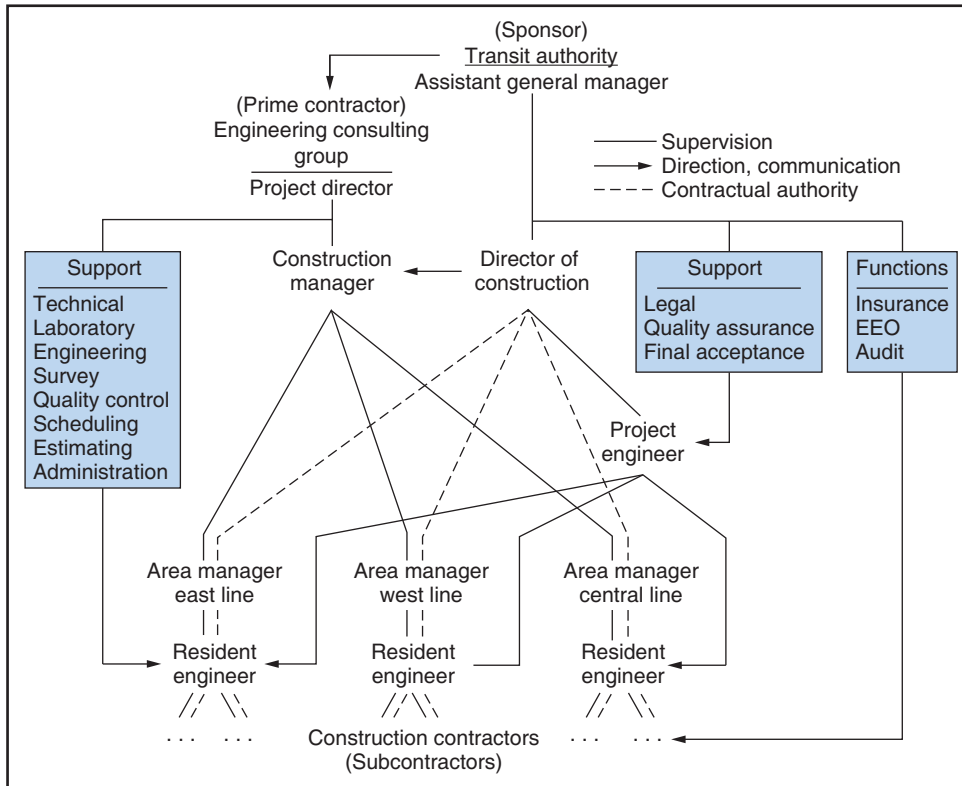 (Sponsor)
Transit authority
Assistant general manager
(Prime contractor)
Engineering consulting
group
Project director
Supervision
Direction, communication
Contractual authority
Support
Technical
Laboratory
Engineering
Survey
Quality control
Scheduling
Estimating
Administration
Construction
manager
Director of
construction
Support
Legal
Quality assurance
Final acceptance
Functions
Insurance
EEO
Audit
Project
engineer
Area manager
east line
Area manager
west line
Area manager
central line
Resident
engineer
Resident
engineer
Resident
engineer
. . . . . .
Construction contractors
(Subcontractors)
. . . . . .